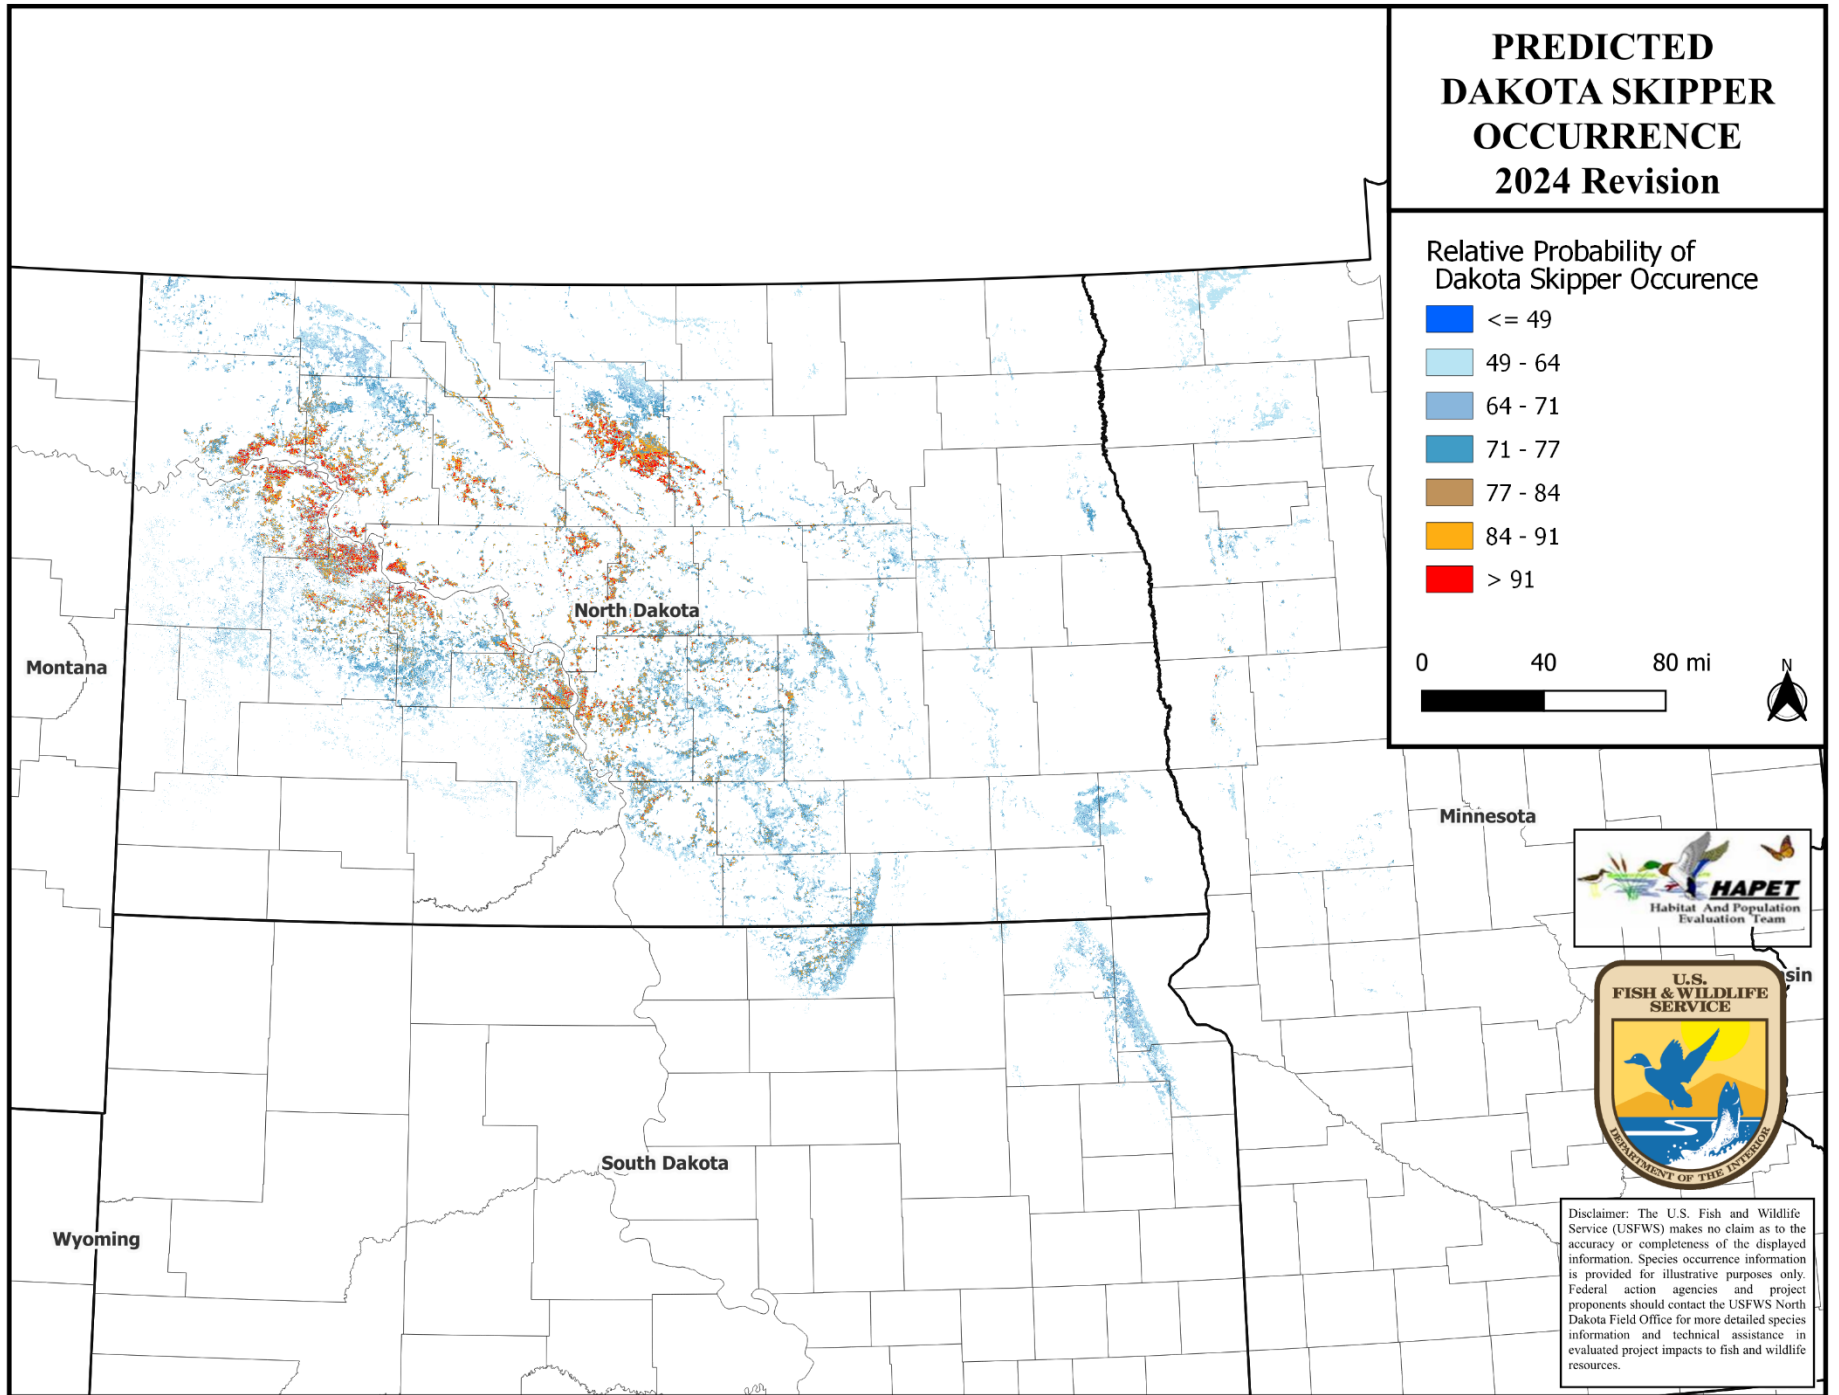 PREDICTED
DAKOTA SKIPPER
OCCURRENCE
2024 Revision
Relative Probability of
Dakota Skipper Occurence
<= 49
49 - 64
64 - 71
71 - 77
77 - 84
84 - 91
> 91
0 40 80 mi
N
North Dakota
Montana
Minnesota
HAPET
Habitat And Population
Evaluation Team
sin
U.S.
FISH & WILDLIFE
SERVICE
DEPARTMENT OF THE INTERIOR
South Dakota
Wyoming
Disclaimer: The U.S. Fish and Wildlife
Service (USFWS) makes no claim as to the
accuracy or completeness of the displayed
information. Species occurrence information
is provided for illustrative purposes only.
Federal action agencies and project
proponents should contact the USFWS North
Dakota Field Office for more detailed species
information and technical assistance in
evaluated project impacts to fish and wildlife
resources.